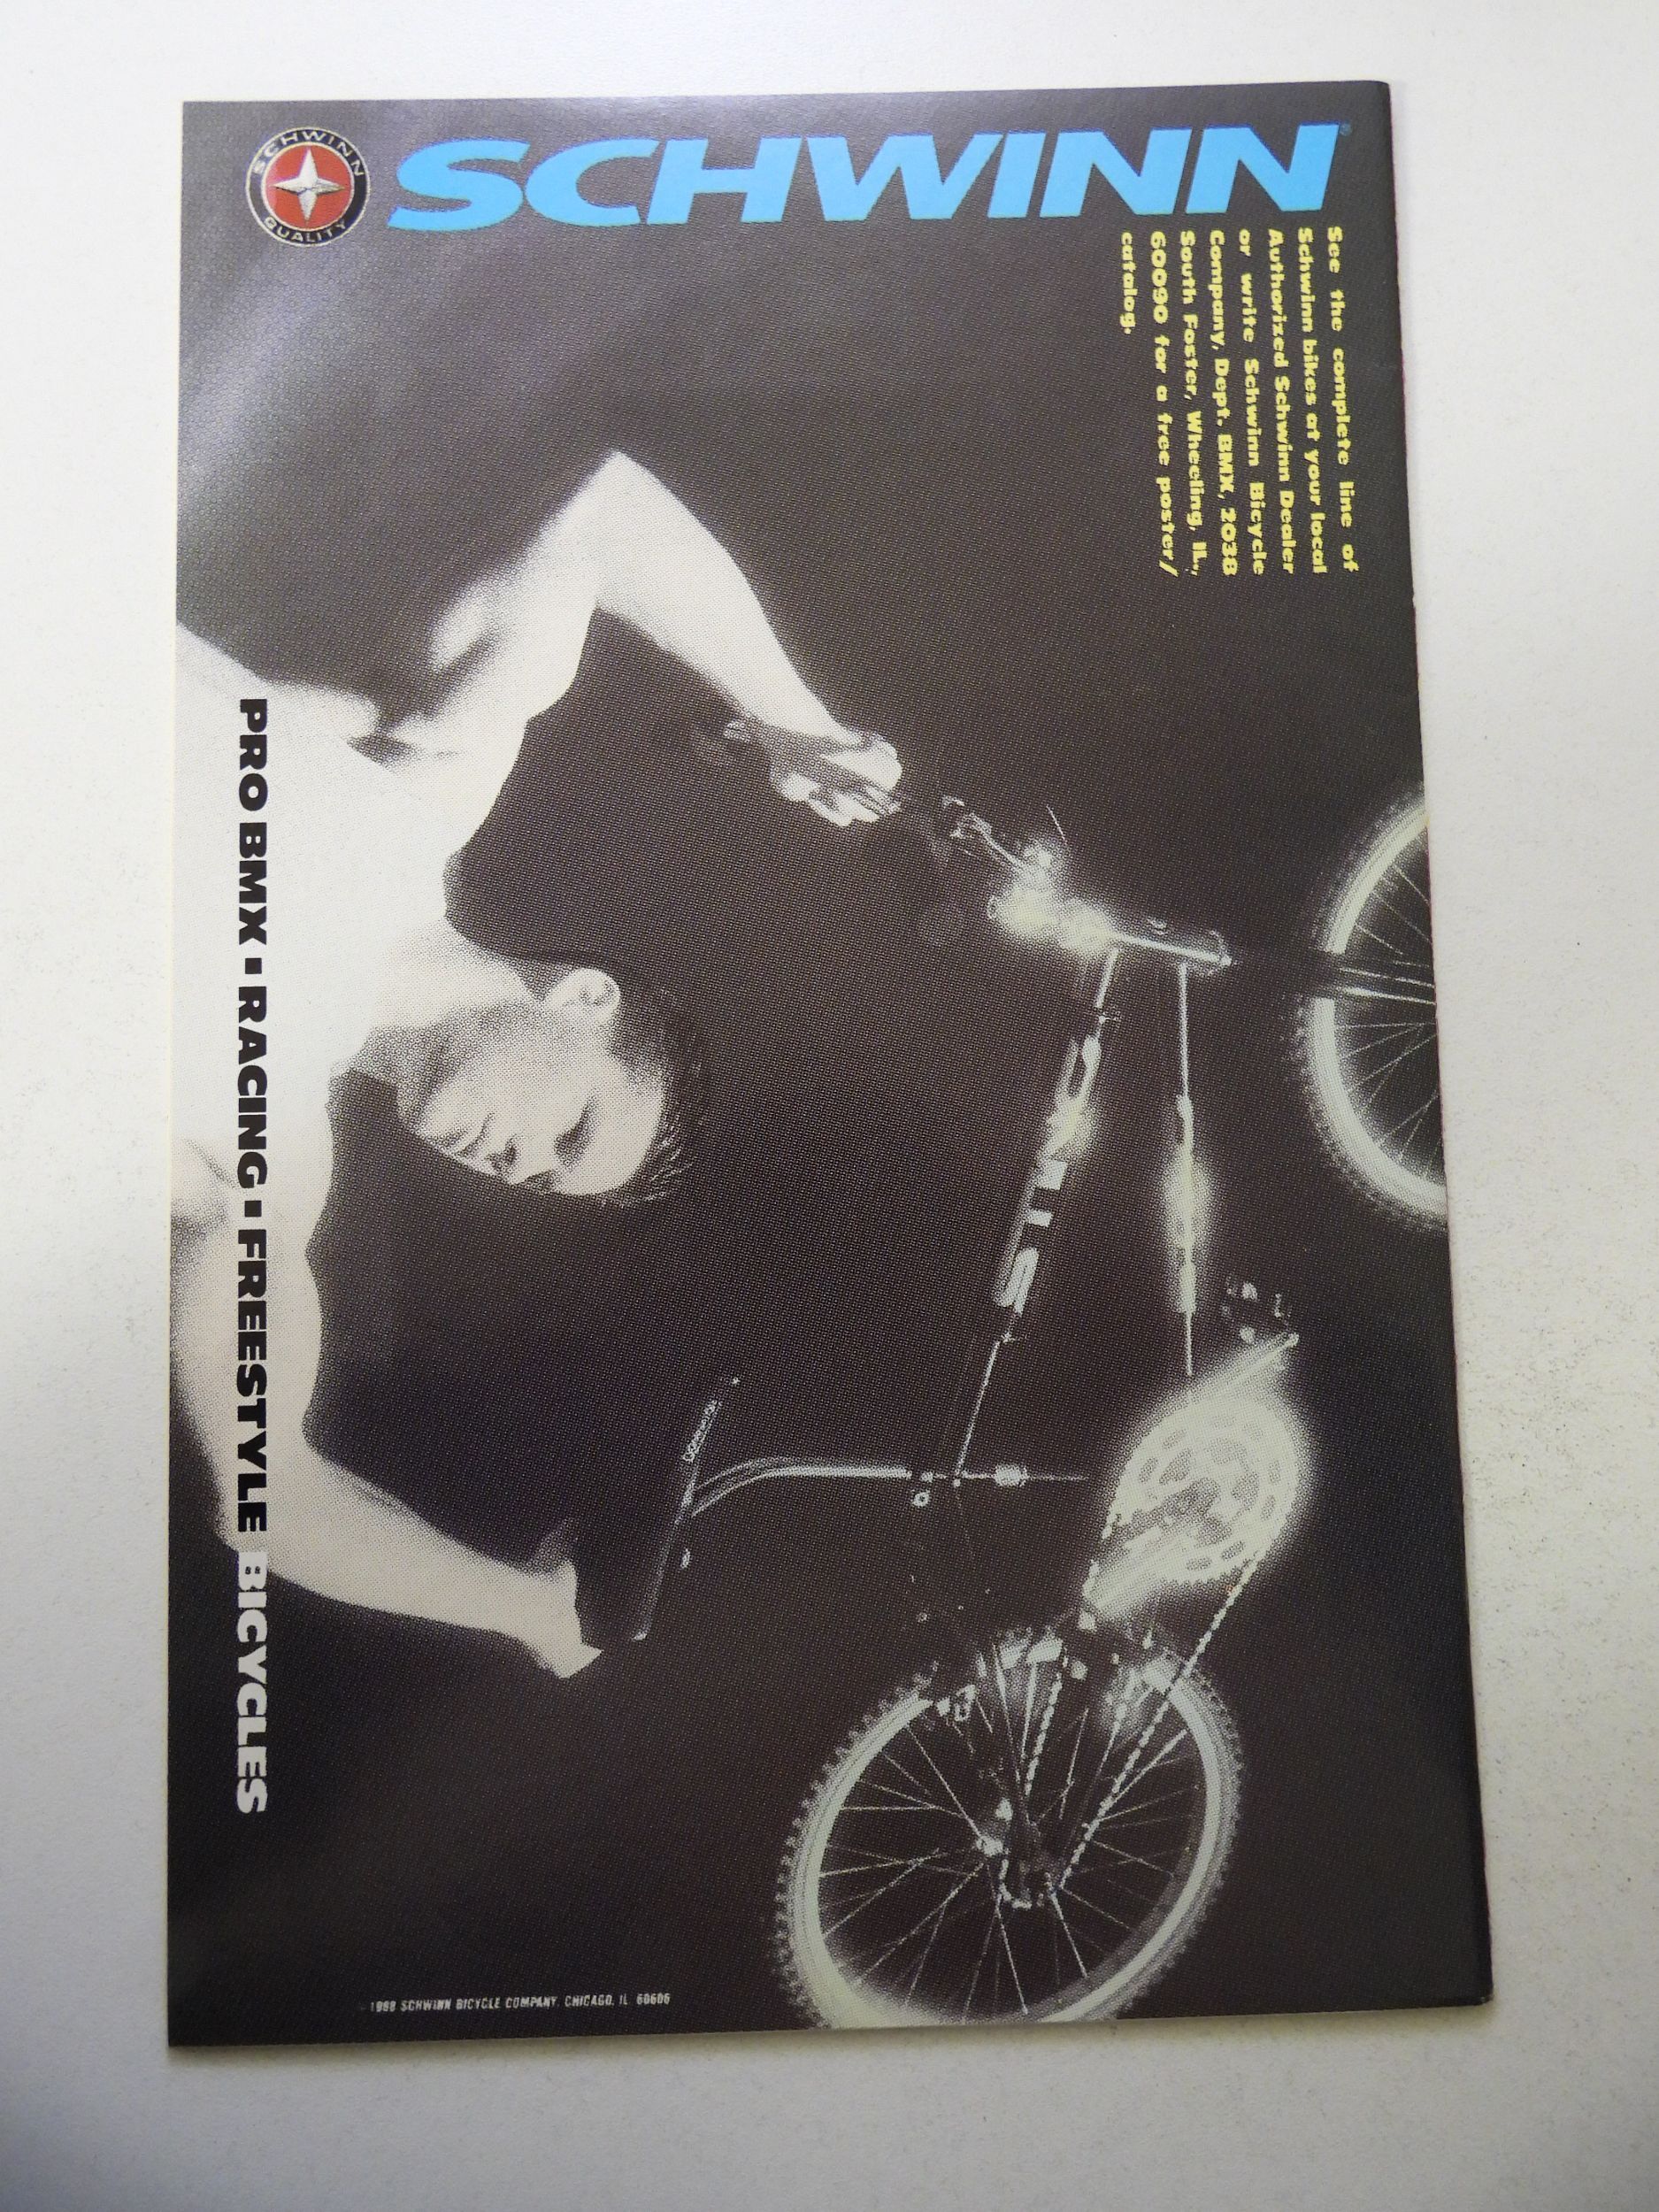 SCHWINN
QUALITY
SCHWINN®
See the complete line of
Schwinn bikes at your local
Authorized Schwinn Dealer
or write Schwinn Bicycle
Company, Dept. BMX, 2038
South Foster, Wheeling, IL,
60090 for a free poster/
catalog.
PRO BMX ▪ RACING ▪ FREESTYLE BICYCLES
1988 SCHWINN BICYCLE COMPANY, CHICAGO, IL 60606